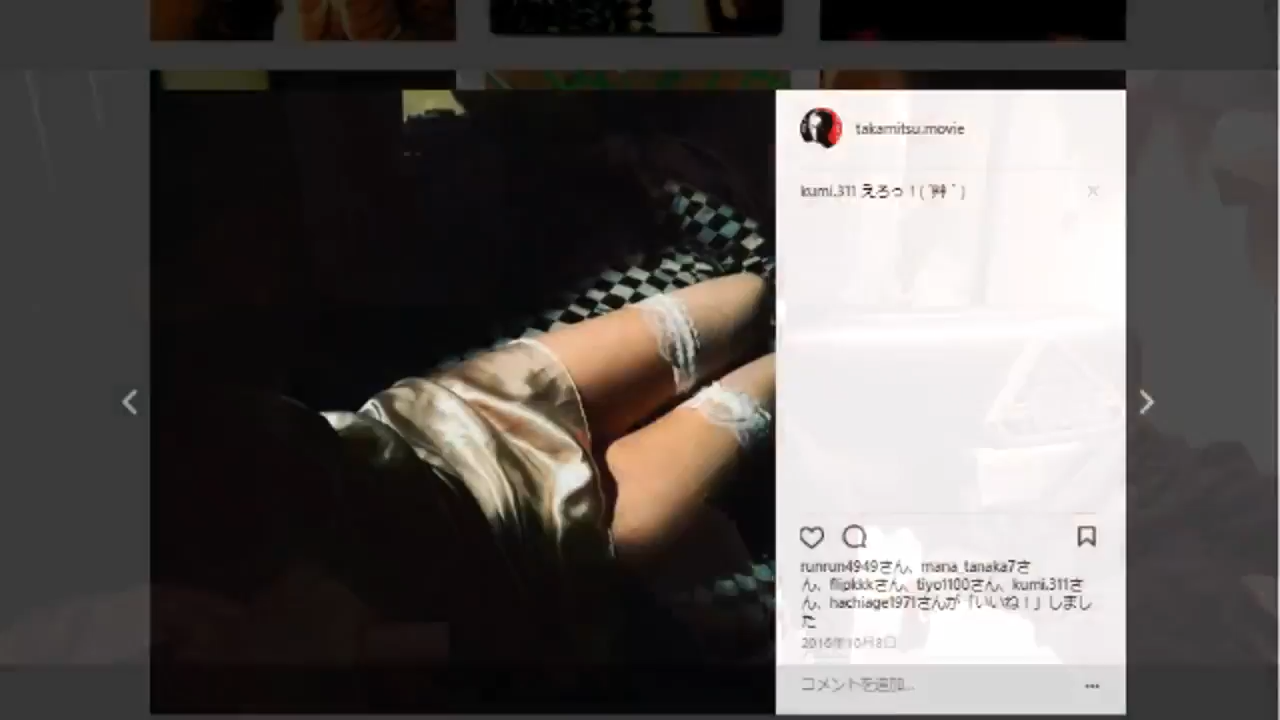 takamitsu.movie
kumi.311 えろっ！( ´艸｀)
runrun4949さん、mana_tanaka7さ
ん、flipkkkさん、tiyo1100さん、kumi.311さ
ん、hachiage1971さんが「いいね！」しまし
た
2016年10月8日
コメントを追加...